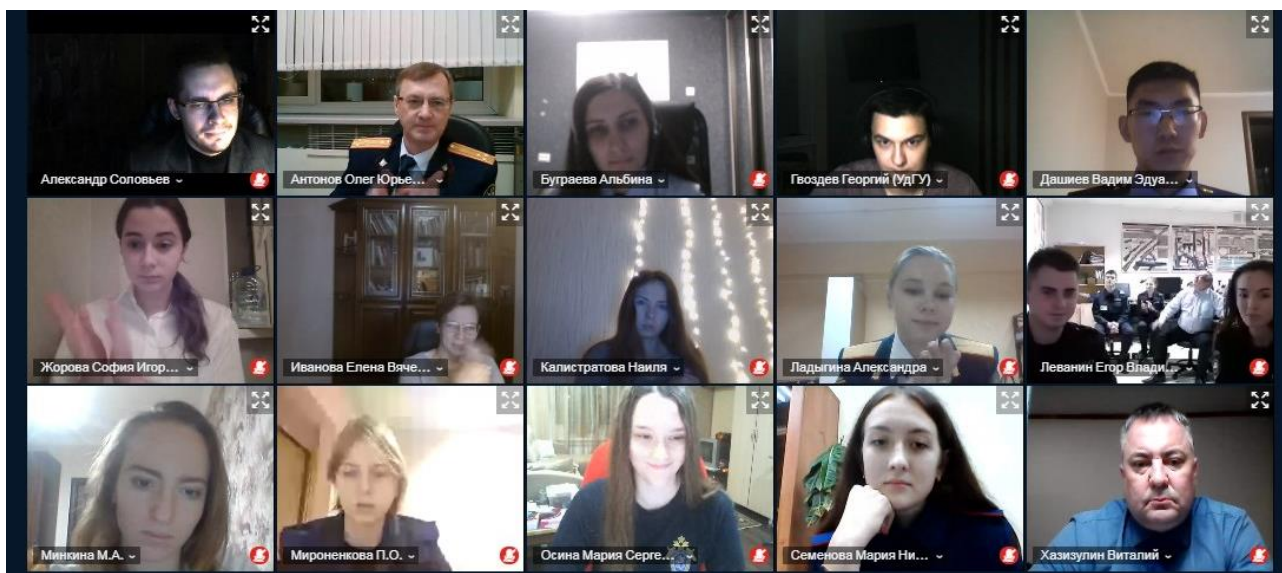 Александр Соловьев
Антонов Олег Юрье...
Буграева Альбина
Гвоздев Георгий (УдГУ)
Дашиев Вадим Эдуа...
Жорова София Игор...
Иванова Елена Вяче...
Калистратова Наиля
Ладыгина Александра
Леванин Егор Влади...
Минкина М.А.
Мироненкова П.О.
Осина Мария Серге...
Семенова Мария Ни...
Хазизулин Виталий